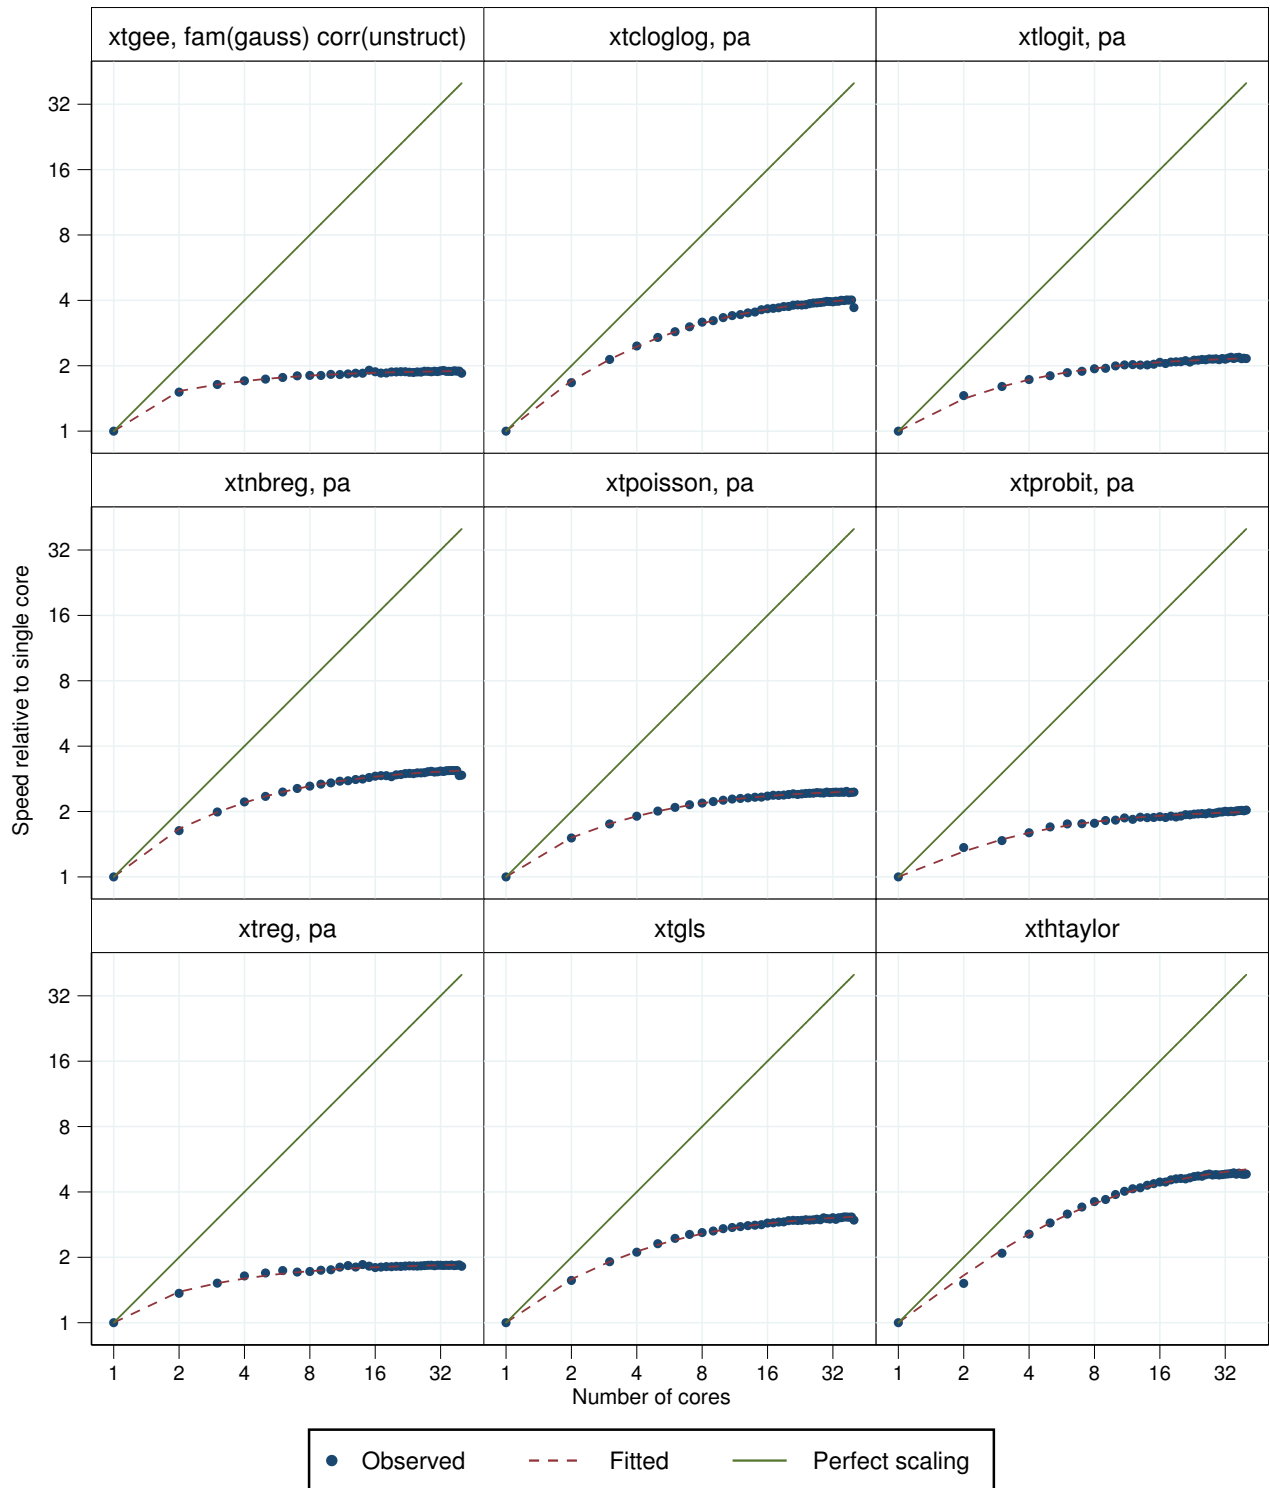 xtgee, fam(gauss) corr(unstruct)
xtcloglog, pa
xtlogit, pa
32
16
8
4
2
1
xtnbreg, pa
xtpoisson, pa
xtprobit, pa
32
16
8
4
2
1
Speed relative to single core
xtreg, pa
xtgls
xthtaylor
32
16
8
4
2
1
1 2 4 8 16 32
1 2 4 8 16 32
1 2 4 8 16 32
Number of cores
Observed
Fitted
Perfect scaling